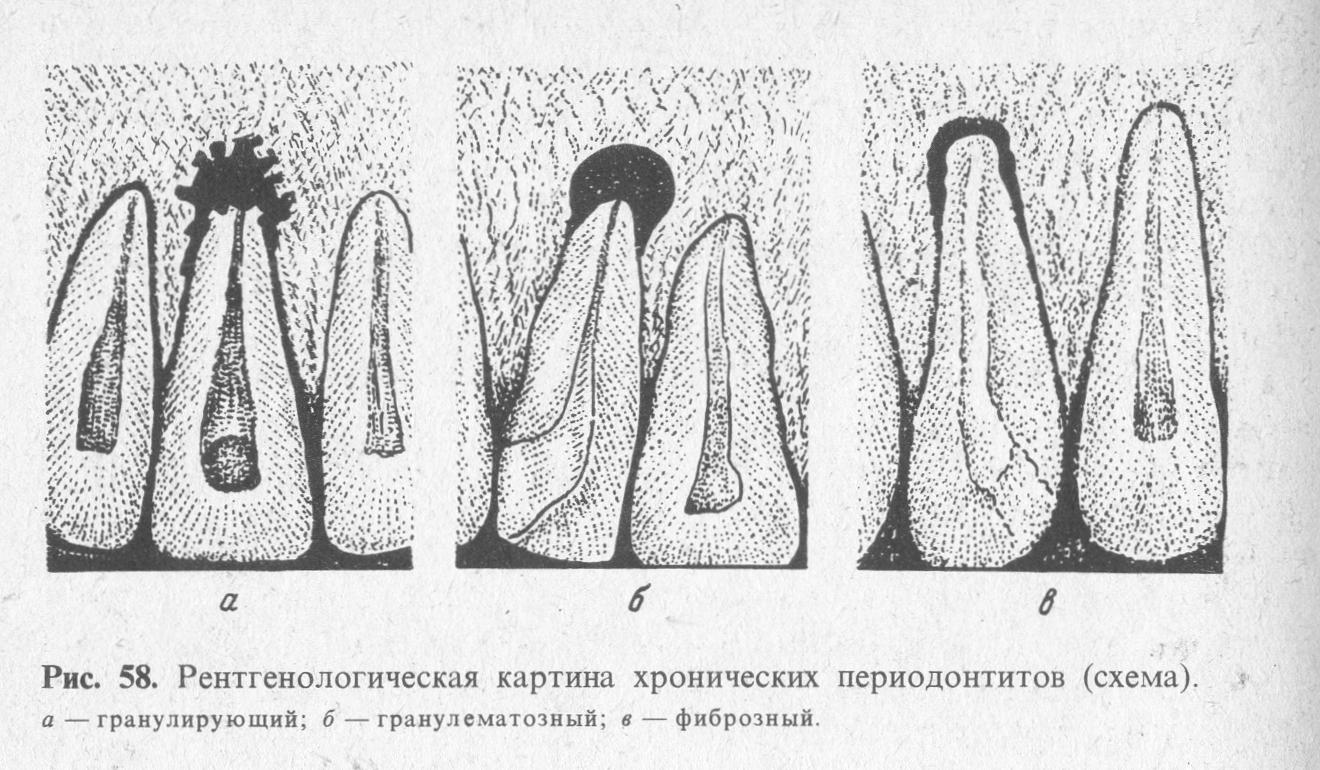 а б в
Рис. 58. Рентгенологическая картина хронических периодонтитов (схема).
а — гранулирующий; б — гранулематозный; в — фиброзный.